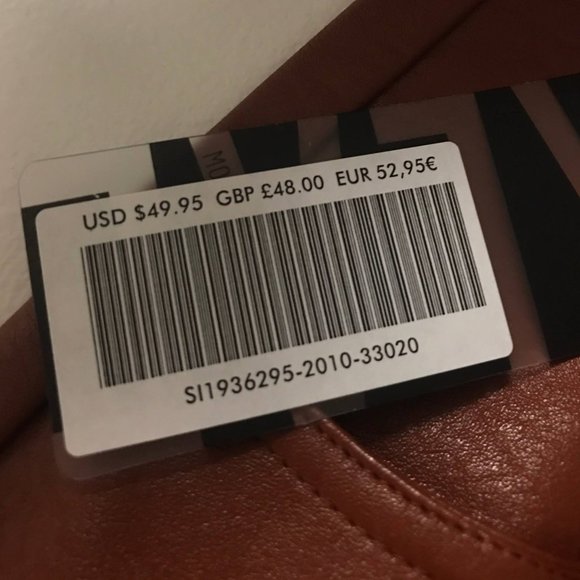 USD $49.95 GBP £48.00 EUR 52,95€
SI1936295-2010-33020